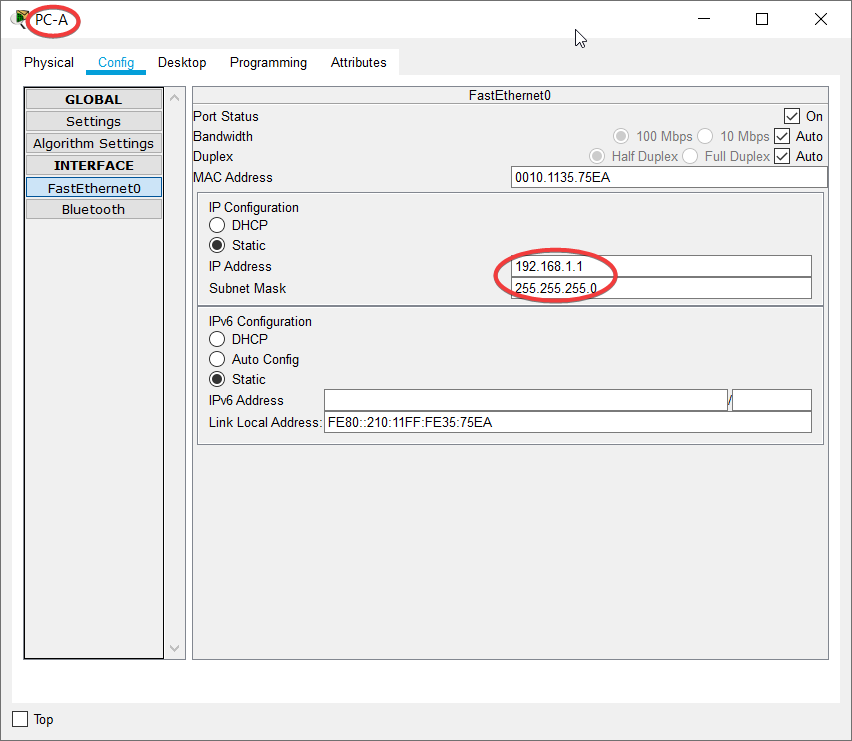 PC-A
Physical Config Desktop Programming Attributes
GLOBAL
Settings
Algorithm Settings
INTERFACE
FastEthernet0
Bluetooth
FastEthernet0
Port Status On
Bandwidth 100 Mbps 10 Mbps Auto
Duplex Half Duplex Full Duplex Auto
MAC Address 0010.1135.75EA
IP Configuration
DHCP
Static
IP Address 192.168.1.1
Subnet Mask 255.255.255.0
IPv6 Configuration
DHCP
Auto Config
Static
IPv6 Address /
Link Local Address: FE80::210:11FF:FE35:75EA
Top